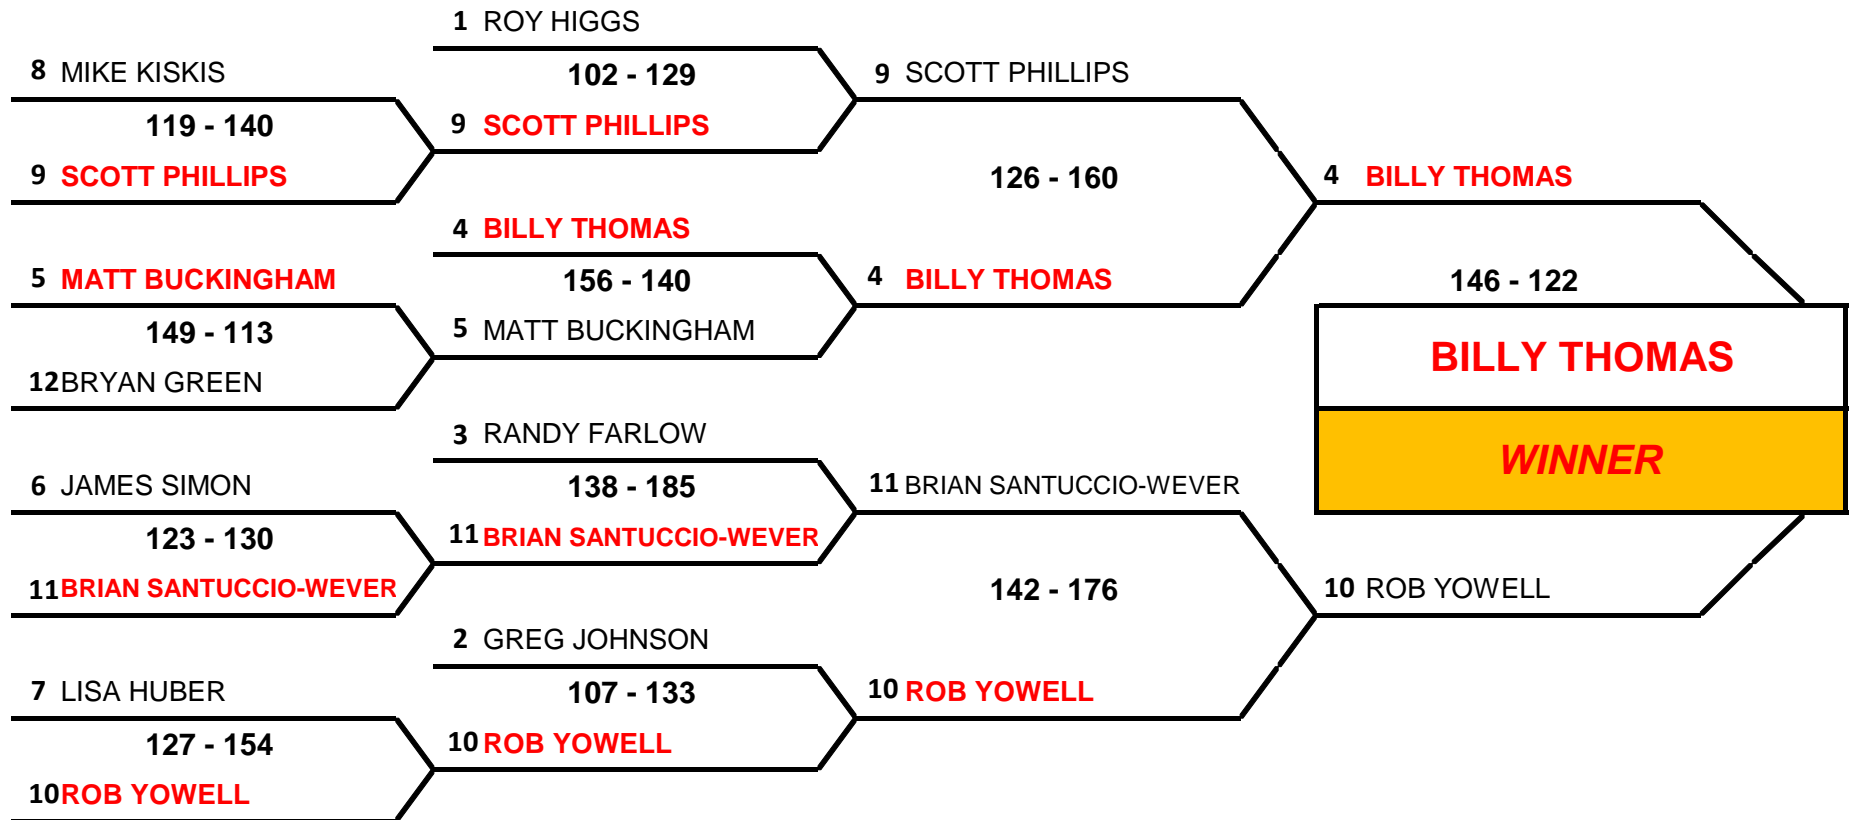 1 ROY HIGGS
8 MIKE KISKIS
102 - 129
9 SCOTT PHILLIPS
119 - 140
9 SCOTT PHILLIPS
9 SCOTT PHILLIPS
126 - 160
4 BILLY THOMAS
4 BILLY THOMAS
5 MATT BUCKINGHAM
156 - 140
4 BILLY THOMAS
146 - 122
149 - 113
5 MATT BUCKINGHAM
BILLY THOMAS
12 BRYAN GREEN
3 RANDY FARLOW
WINNER
6 JAMES SIMON
138 - 185
11 BRIAN SANTUCCIO-WEVER
123 - 130
11 BRIAN SANTUCCIO-WEVER
11 BRIAN SANTUCCIO-WEVER
142 - 176
10 ROB YOWELL
2 GREG JOHNSON
7 LISA HUBER
107 - 133
10 ROB YOWELL
127 - 154
10 ROB YOWELL
10 ROB YOWELL